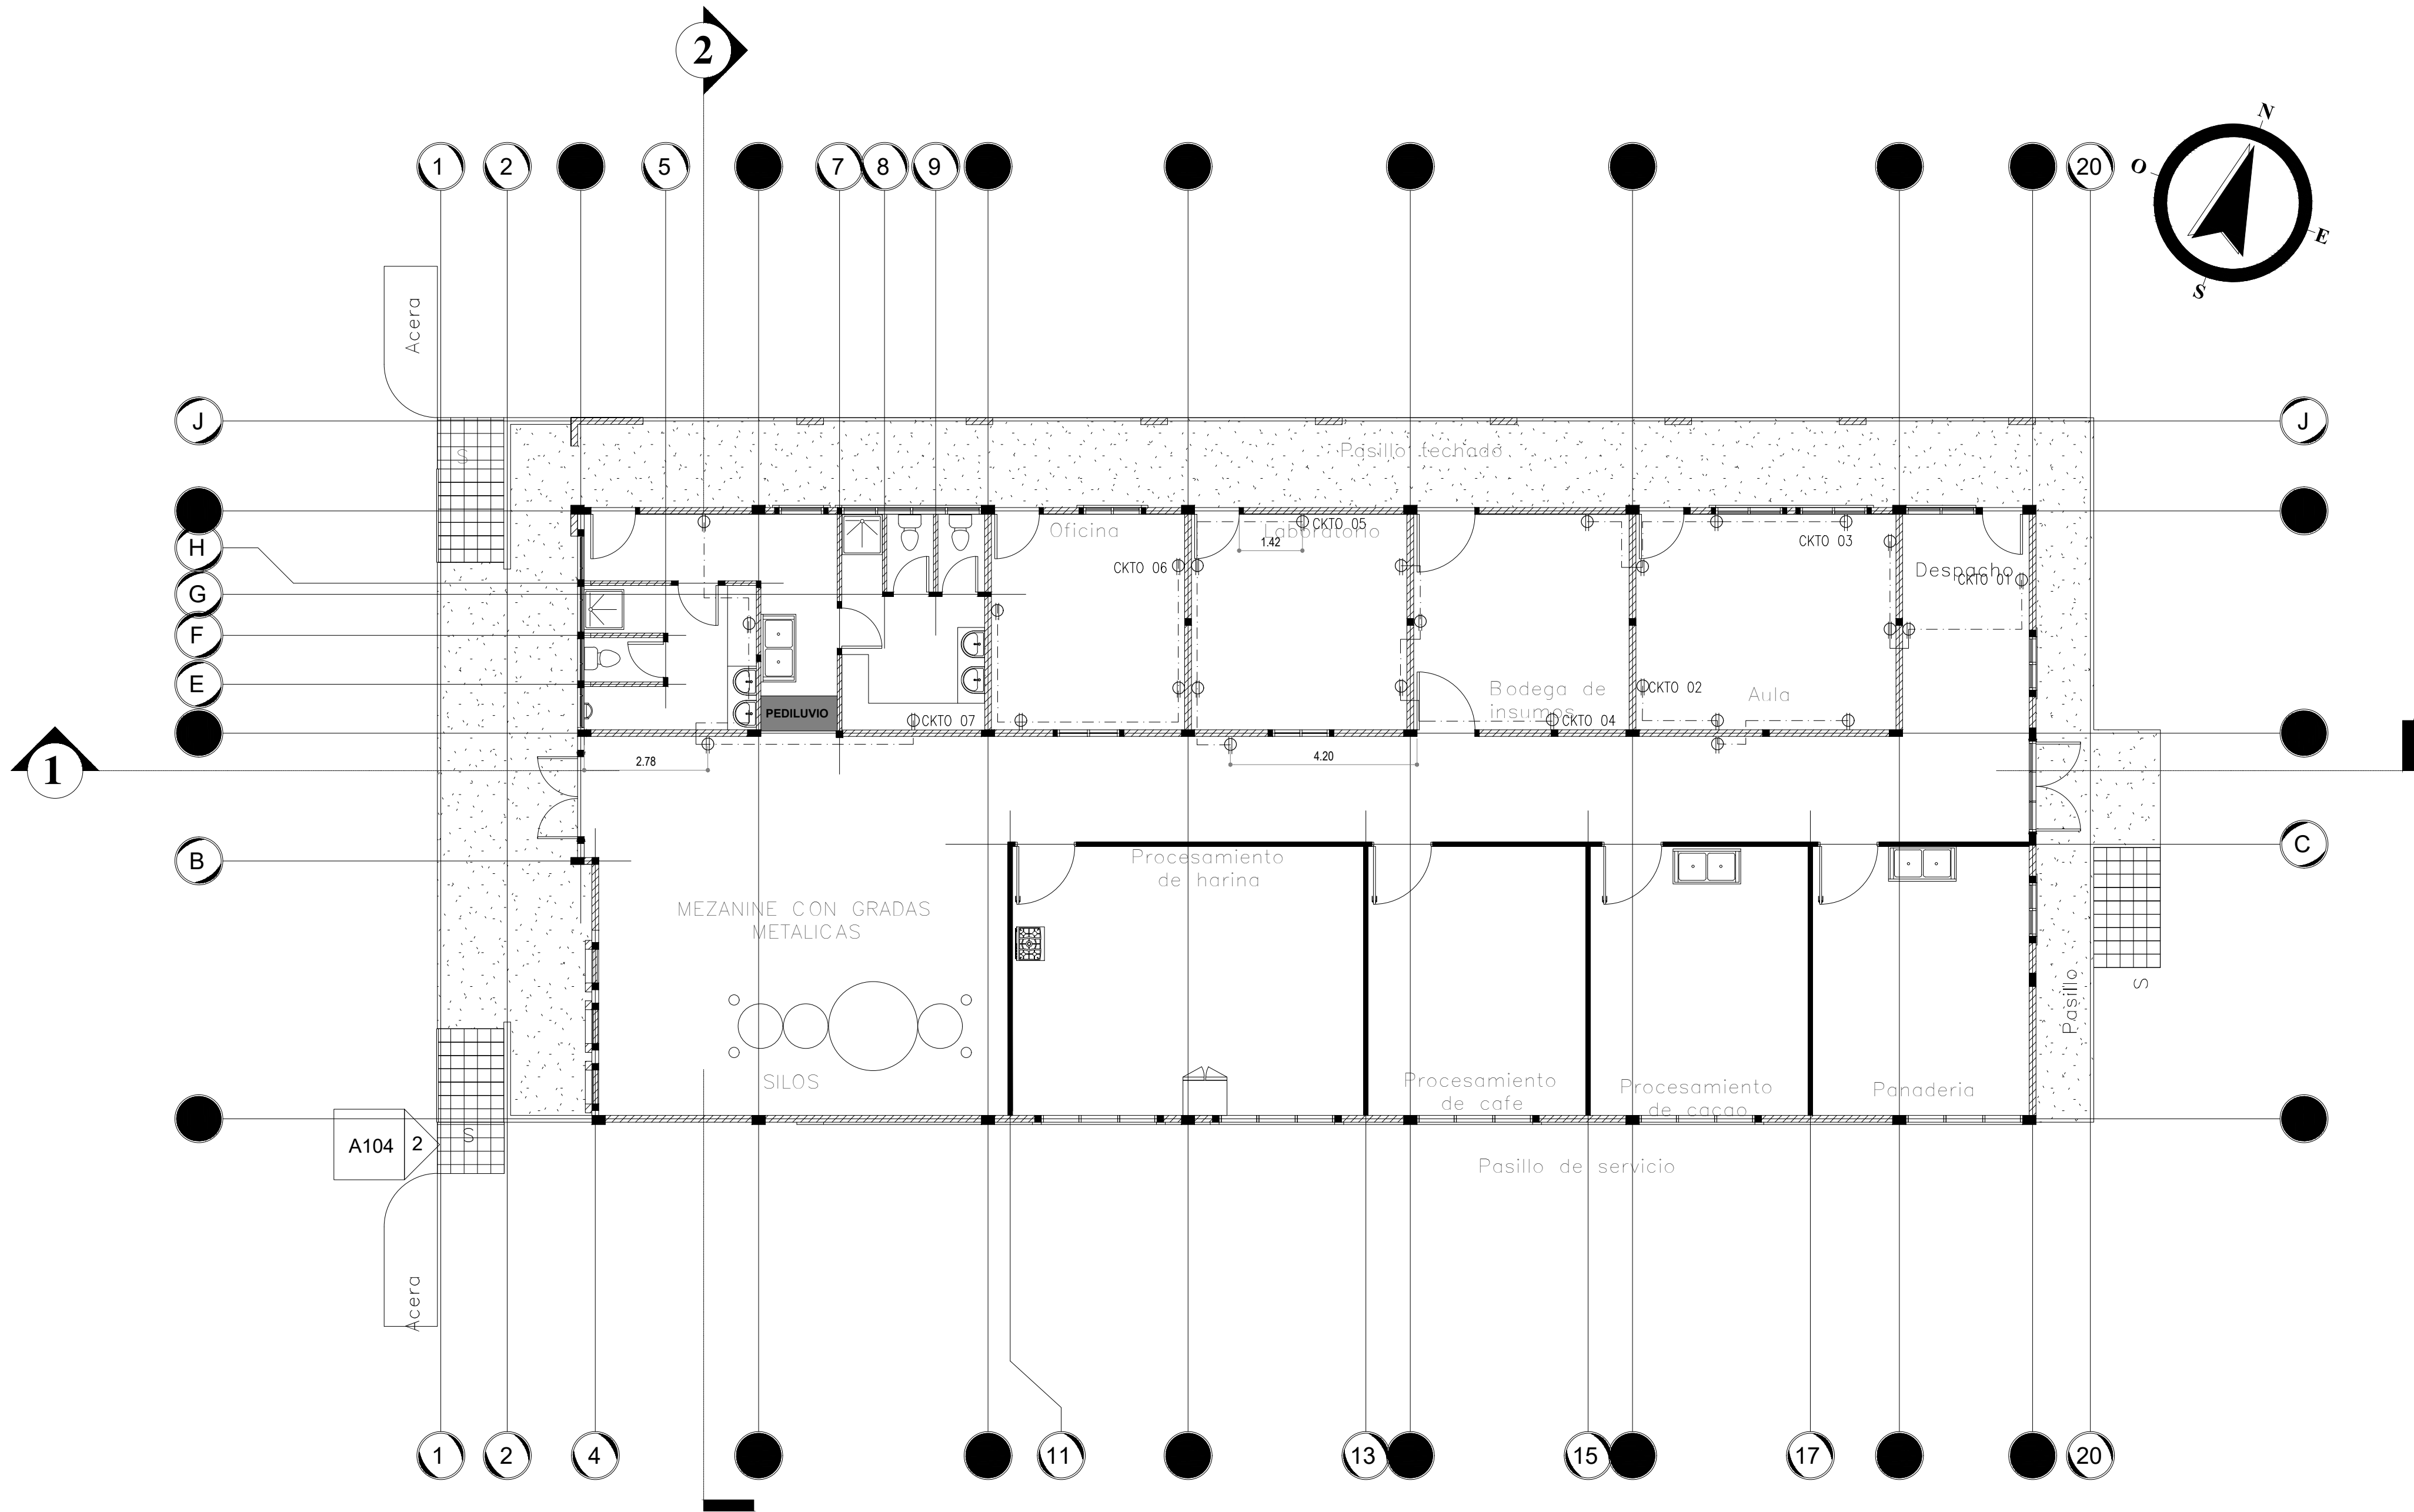 2
1
2
5
7
8
9
20
N
O
E
S
Acera
J
J
S
Pasillo techado
H
Oficina
Laboratorio
CKTO 05
1.42
CKTO 03
CKTO 06
Despacho
CKTO 01
G
F
E
Bodega de
insumos
CKTO 02
Aula
PEDILUVIO
CKTO 07
CKTO 04
1
2.78
4.20
B
C
Procesamiento
de harina
MEZANINE CON GRADAS
METALICAS
Pasillo
S
SILOS
Procesamiento
de cafe
Procesamiento
de cacao
Panaderia
A104
2
S
Pasillo de servicio
Acera
1
2
4
11
13
15
17
20